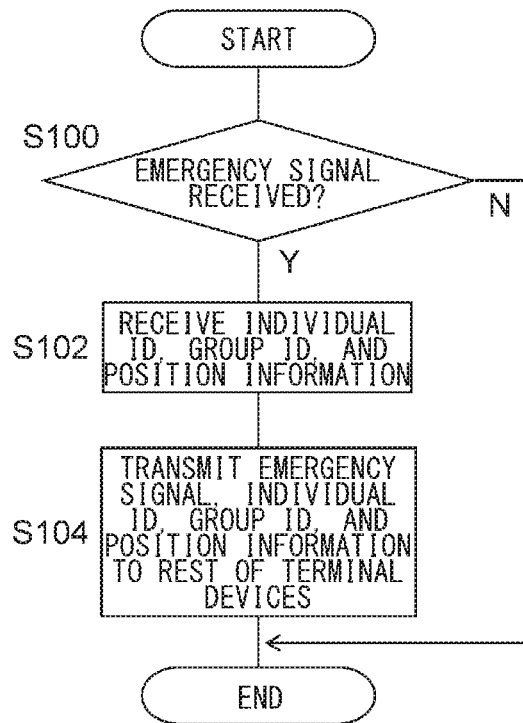 START
S100
EMERGENCY SIGNAL
RECEIVED?
N
Y
S102
RECEIVE INDIVIDUAL
ID, GROUP ID, AND
POSITION INFORMATION
S104
TRANSMIT EMERGENCY
SIGNAL, INDIVIDUAL
ID, GROUP ID, AND
POSITION INFORMATION
TO REST OF TERMINAL
DEVICES
END